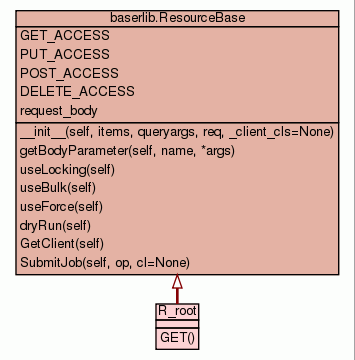 baserlib.ResourceBase
GET_ACCESS
PUT_ACCESS
POST_ACCESS
DELETE_ACCESS
request_body
__init__(self, items, queryargs, req, _client_cls=None)
getBodyParameter(self, name, *args)
useLocking(self)
useBulk(self)
useForce(self)
dryRun(self)
GetClient(self)
SubmitJob(self, op, cl=None)
R_root
GET()